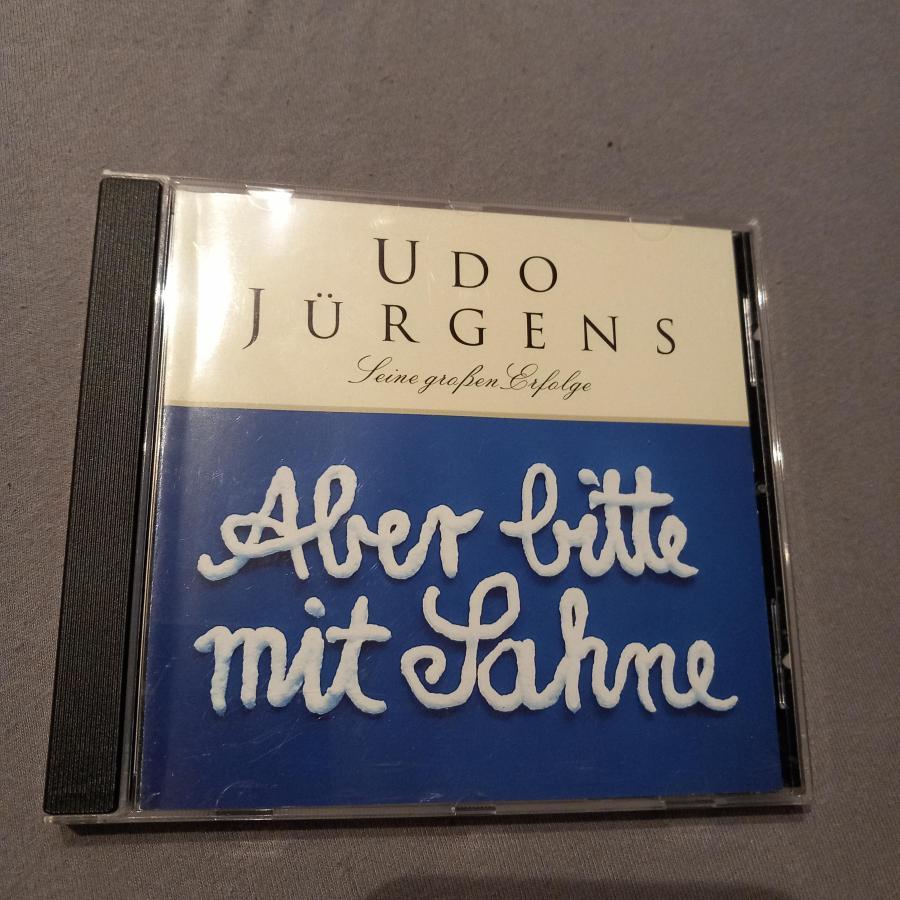 UDO
JÜRGENS
Seine großen Erfolge
Aber bitte
mit Sahne